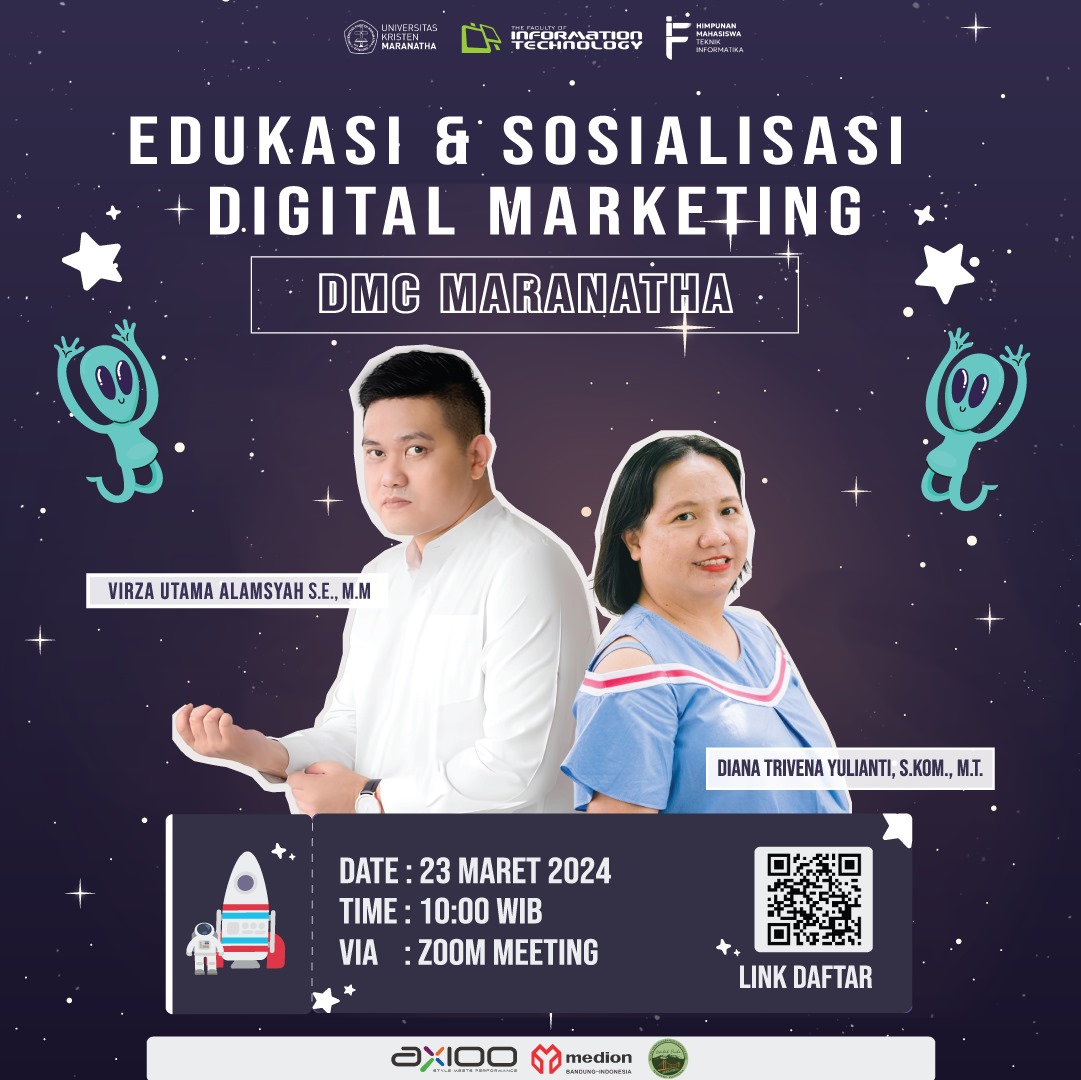 UNIVERSITAS
KRISTEN
MARANATHA
THE FACULTY OF
INFORMATION
TECHNOLOGY
HIMPUNAN
MAHASISWA
TEKNIK
INFORMATIKA
EDUKASI & SOSIALISASI
DIGITAL MARKETING
DMC MARANATHA
VIRZA UTAMA ALAMSYAH S.E., M.M
DIANA TRIVENA YULIANTI, S.KOM., M.T.
DATE : 23 MARET 2024
TIME : 10:00 WIB
VIA : ZOOM MEETING
LINK DAFTAR
AXIOO
STYLE MEETS PERFORMANCE
medion
BANDUNG-INDONESIA